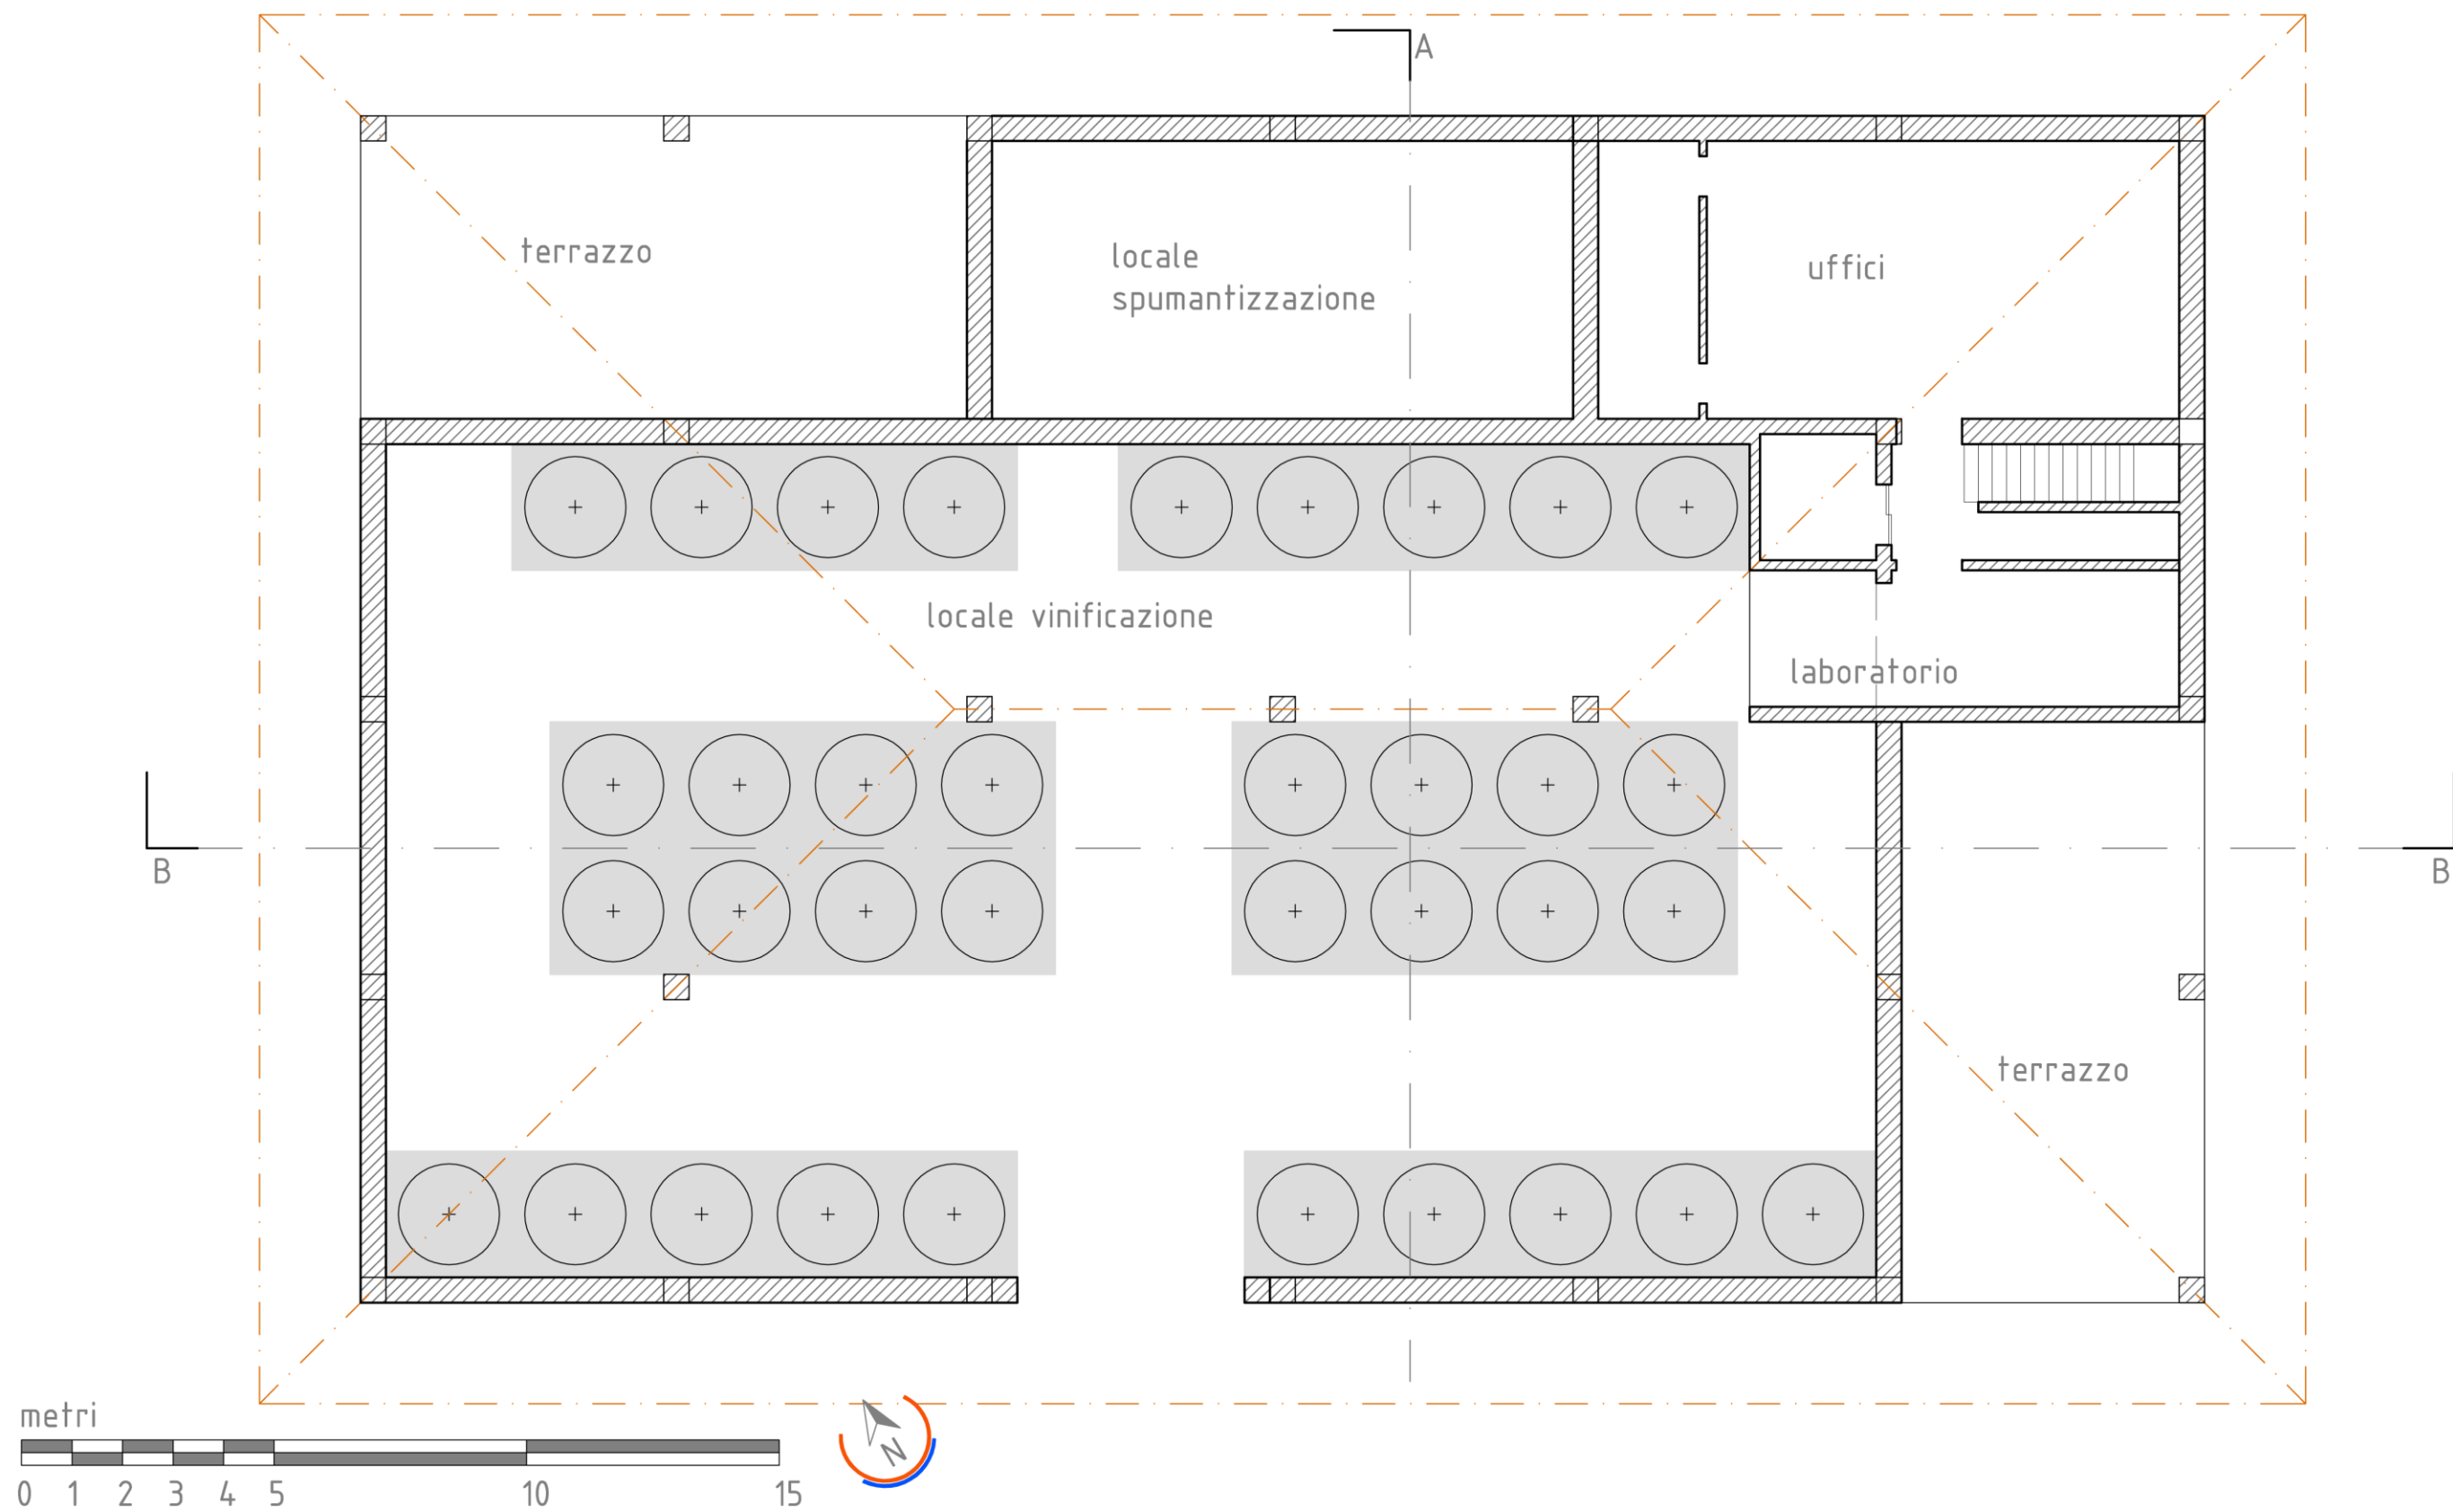 A
terrazzo
locale
spumantizzazione
uffici
locale vinificazione
laboratorio
B
B
terrazzo
metri
N
0 1 2 3 4 5 10 15